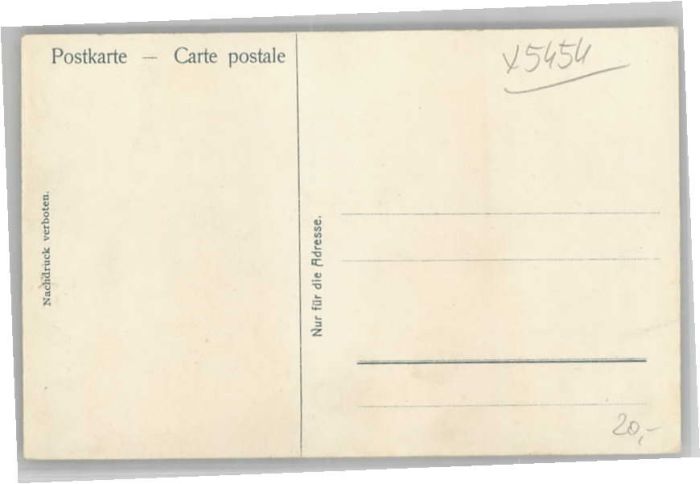 Postkarte — Carte postale
x5454
Nachdruck verboten.
Nur für die Adresse.
20,-